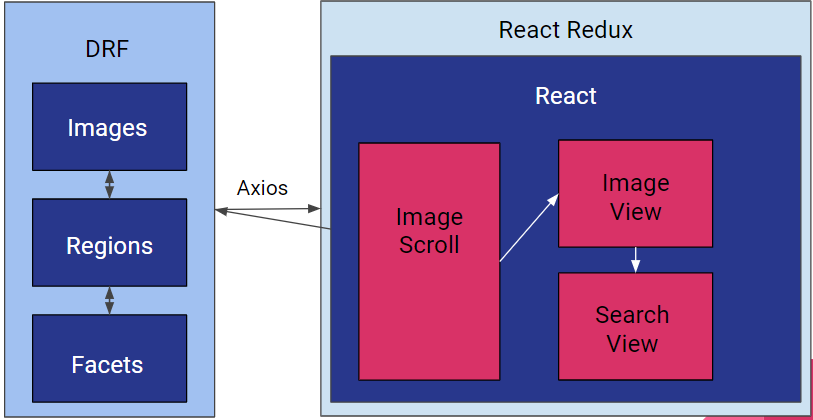 DRF
Images
Regions
Facets
Axios
React Redux
React
Image
Scroll
Image
View
Search
View